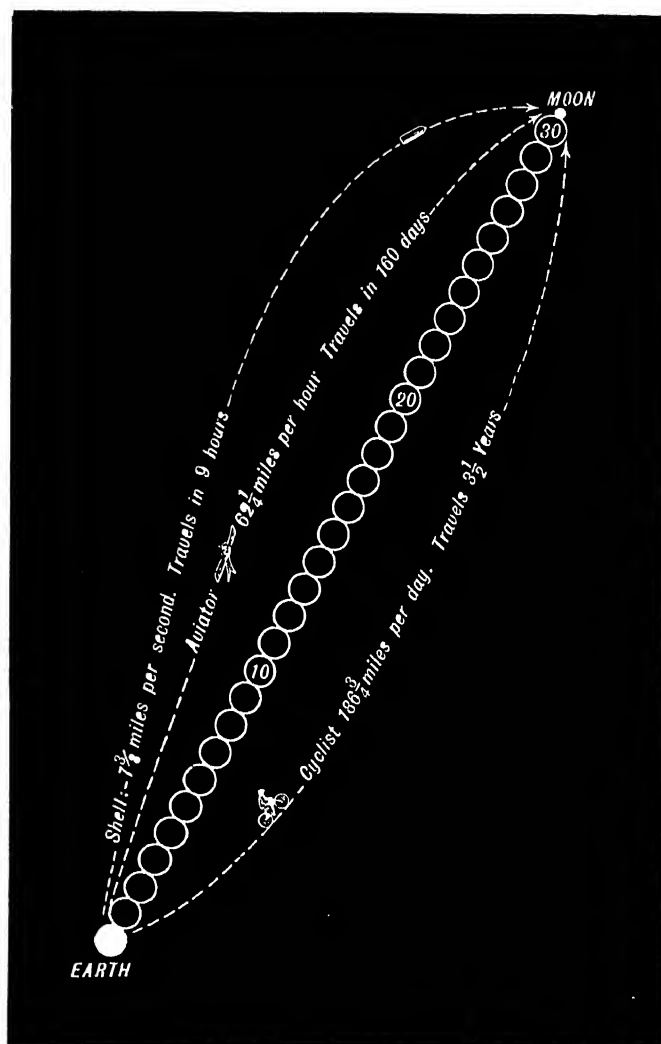 MOON
30
20
10
Shell:-7⅜ miles per second. Travels in 9 hours
Aviator 62¼ miles per hour Travels in 160 days
Cyclist 186¾ miles per day. Travels 3½ Years
EARTH